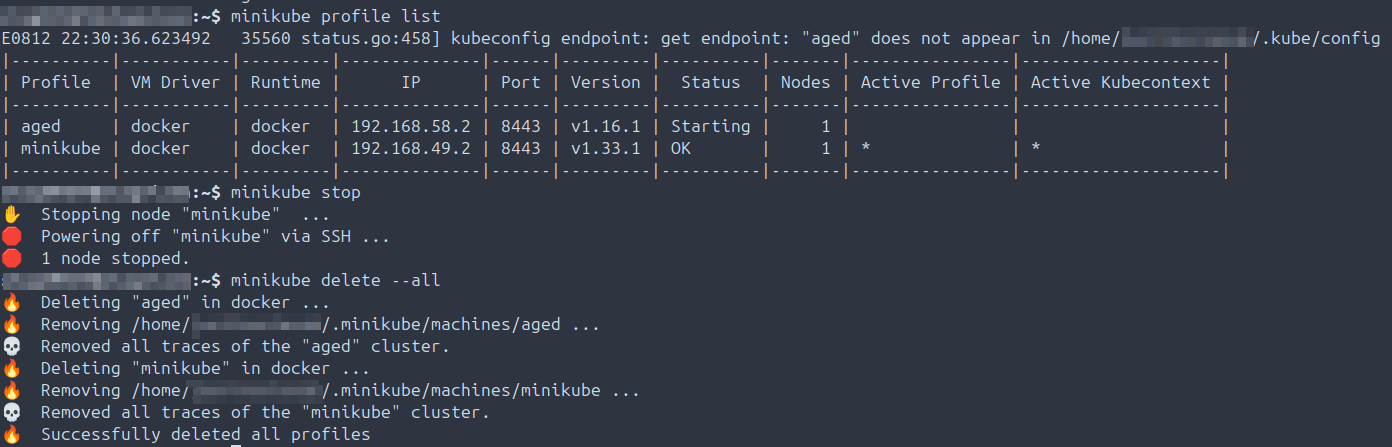 :~$ minikube profile list
E0812 22:30:36.623492   35560 status.go:458] kubeconfig endpoint: get endpoint: "aged" does not appear in /home/ /.kube/config
|----------|-----------|---------|--------------|------|---------|----------|-------|----------------|--------------------|
| Profile  | VM Driver | Runtime |      IP      | Port | Version |  Status  | Nodes | Active Profile | Active Kubecontext |
|----------|-----------|---------|--------------|------|---------|----------|-------|----------------|--------------------|
| aged     | docker    | docker  | 192.168.58.2 | 8443 | v1.16.1 | Starting |     1 |                |                    |
| minikube | docker    | docker  | 192.168.49.2 | 8443 | v1.33.1 | OK       |     1 | *              | *                  |
|----------|-----------|---------|--------------|------|---------|----------|-------|----------------|--------------------|
:~$ minikube stop
✋  Stopping node "minikube"  ...
🛑  Powering off "minikube" via SSH ...
🛑  1 node stopped.
:~$ minikube delete --all
🔥  Deleting "aged" in docker ...
🔥  Removing /home/ /.minikube/machines/aged ...
💀  Removed all traces of the "aged" cluster.
🔥  Deleting "minikube" in docker ...
🔥  Removing /home/ /.minikube/machines/minikube ...
💀  Removed all traces of the "minikube" cluster.
🔥  Successfully deleted all profiles